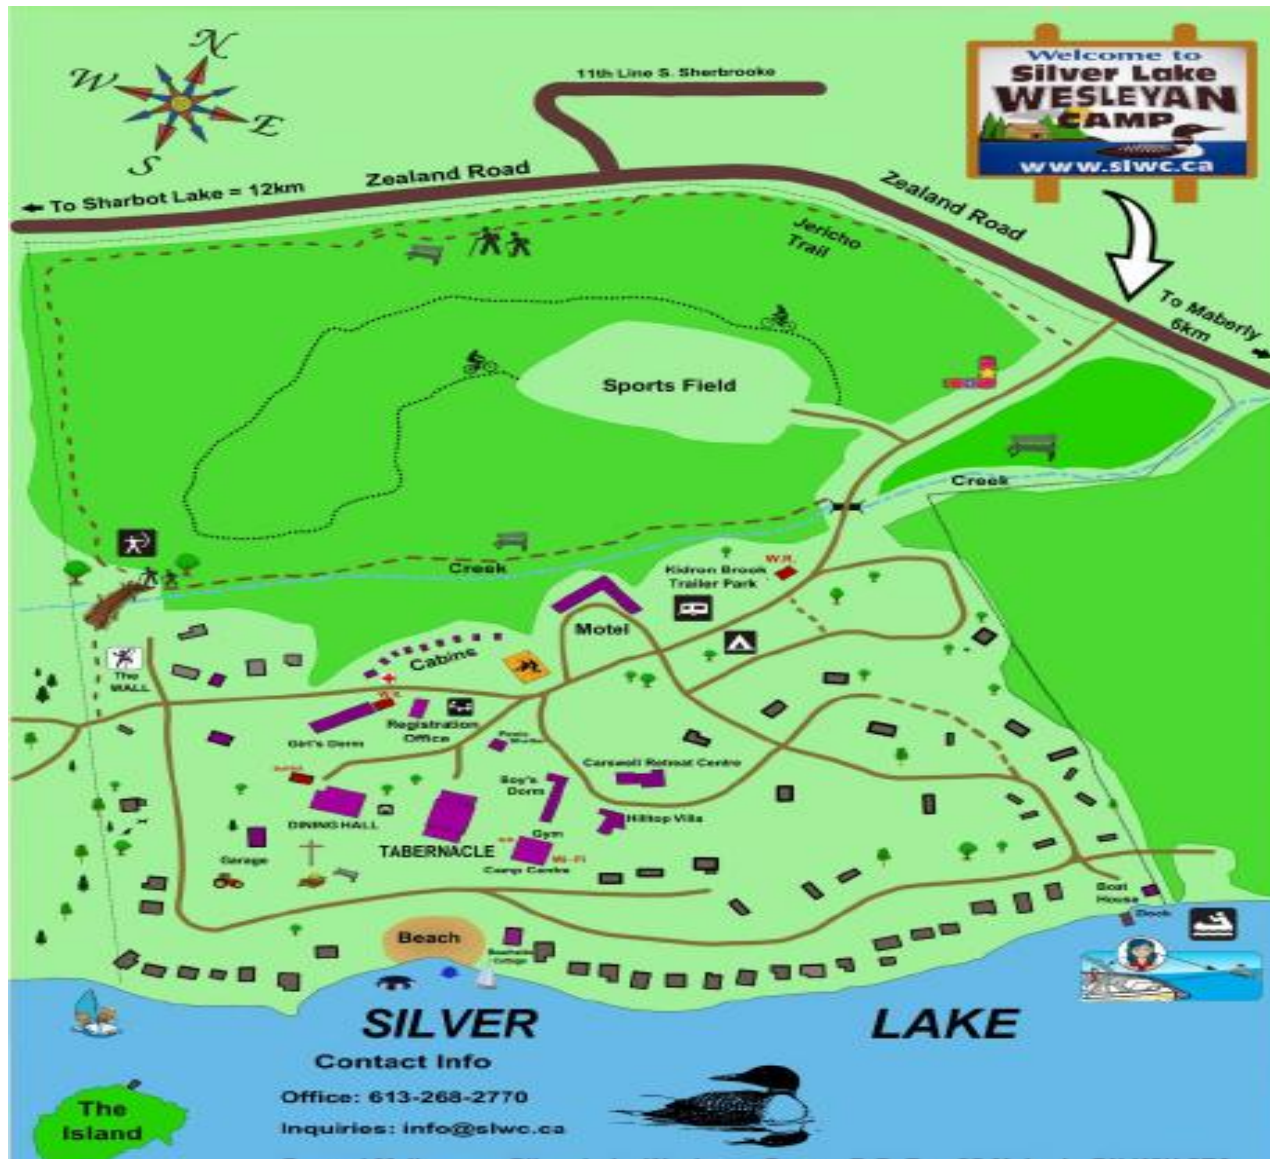 N
W
E
S
11th Line S. Sherbrooke
Welcome to
Silver Lake
WESLEYAN
CAMP
www.slwc.ca
Zealand Road
← To Sharbot Lake = 12km
Zealand Road
Jericho
Trail
To Maberly
6km
Sports Field
Creek
Creek
W.R.
Kidron Brook
Trailer Park
Motel
Cabins
The
WALL
W.R.
Registration
Office
Girl's Dorm
Picnic
Carswell Retreat Centre
Boy's
Dorm
DINING HALL
Hilltop Villa
Gym
TABERNACLE
Garage
Wi-Fi
Camp Centre
Boat
House
Dock
Beach
Cottage
SILVER LAKE
Contact Info
Office: 613-268-2770
Inquiries: info@slwc.ca
The
Island